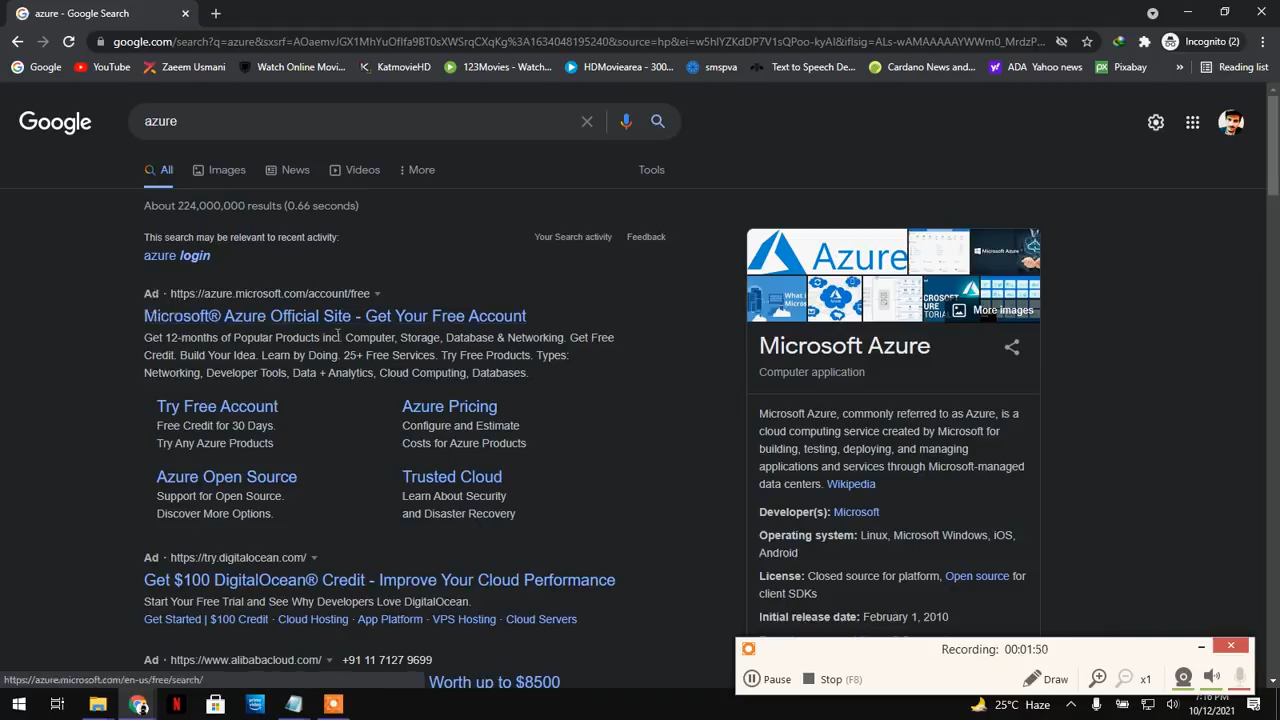 azure - Google Search
google.com/search?q=azure&sxsrf=
Incognito (2)
Google
YouTube
Zaeem Usmani
Watch Online Movi...
KatmovieHD
123Movies - Watch...
HDMoviearea - 300...
smspva
Text to Speech De...
Cardano News and...
ADA Yahoo news
Pixabay
»
Reading list
Google
azure
All
Images
News
Videos
More
Tools
About 224,000,000 results (0.66 seconds)
This search may be relevant to recent activity:
Your Search activity
Feedback
azure login
Ad · https://azure.microsoft.com/account/free
Microsoft® Azure Official Site - Get Your Free Account
Get 12-months of Popular Products incl. Computer, Storage, Database & Networking. Get Free
Credit. Build Your Idea. Learn by Doing. 25+ Free Services. Try Free Products. Types:
Networking, Developer Tools, Data + Analytics, Cloud Computing, Databases.
Try Free Account
Free Credit for 30 Days.
Try Any Azure Products
Azure Pricing
Configure and Estimate
Costs for Azure Products
Azure Open Source
Support for Open Source.
Discover More Options.
Trusted Cloud
Learn About Security
and Disaster Recovery
Ad · https://try.digitalocean.com/
Get $100 DigitalOcean® Credit - Improve Your Cloud Performance
Start Your Free Trial and See Why Developers Love DigitalOcean.
Get Started | $100 Credit · Cloud Hosting · App Platform · VPS Hosting · Cloud Servers
Ad · https://www.alibabacloud.com/ +91 11 7127 9699
Worth up to $8500
https://azure.microsoft.com/en-us/free/search/
Azure
Microsoft Azure
More images
Microsoft Azure
Computer application
Microsoft Azure, commonly referred to as Azure, is a
cloud computing service created by Microsoft for
building, testing, deploying, and managing
applications and services through Microsoft-managed
data centers. Wikipedia
Developer(s): Microsoft
Operating system: Linux, Microsoft Windows, iOS,
Android
License: Closed source for platform, Open source for
client SDKs
Initial release date: February 1, 2010
Recording: 00:01:50
Pause
Stop (F8)
Draw
x1
25°C Haze
7:16 PM
10/12/2021